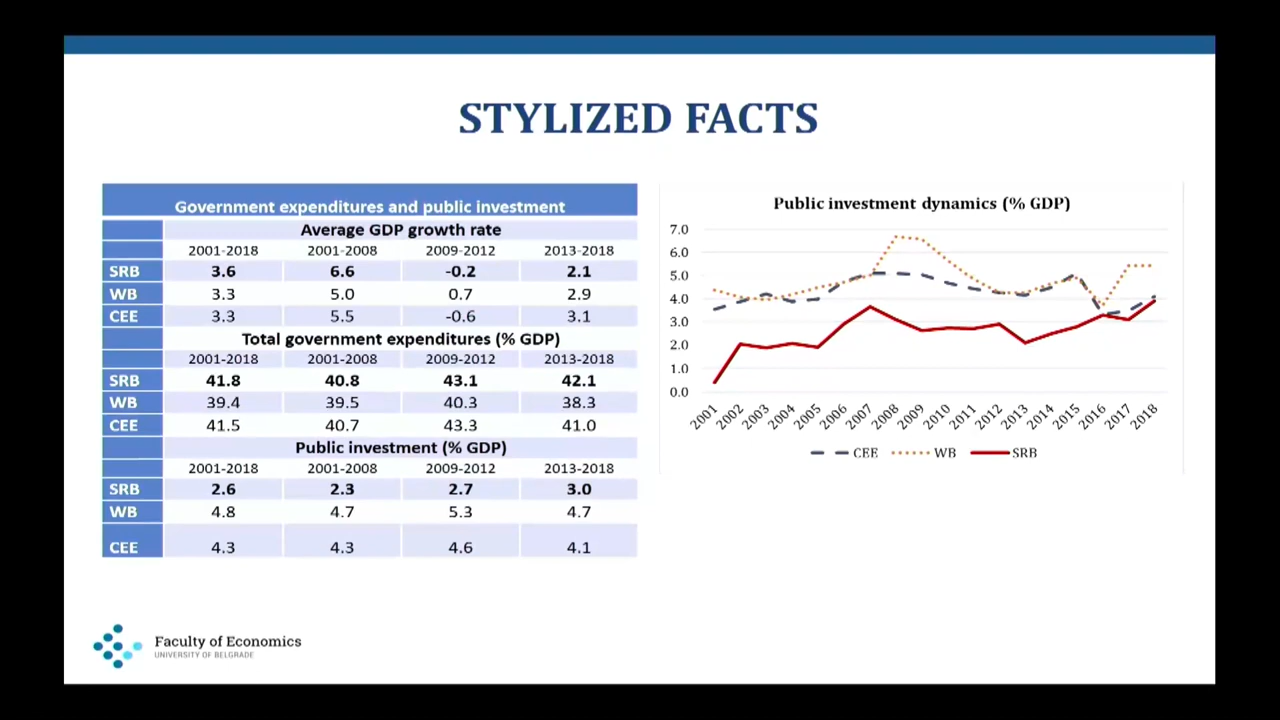 STYLIZED FACTS
Government expenditures and public investment
Average GDP growth rate
2001-2018 2001-2008 2009-2012 2013-2018
SRB 3.6 6.6 -0.2 2.1
WB 3.3 5.0 0.7 2.9
CEE 3.3 5.5 -0.6 3.1
Total government expenditures (% GDP)
2001-2018 2001-2008 2009-2012 2013-2018
SRB 41.8 40.8 43.1 42.1
WB 39.4 39.5 40.3 38.3
CEE 41.5 40.7 43.3 41.0
Public investment (% GDP)
2001-2018 2001-2008 2009-2012 2013-2018
SRB 2.6 2.3 2.7 3.0
WB 4.8 4.7 5.3 4.7
CEE 4.3 4.3 4.6 4.1
Public investment dynamics (% GDP)
7.0
6.0
5.0
4.0
3.0
2.0
1.0
0.0
2001 2002 2003 2004 2005 2006 2007 2008 2009 2010 2011 2012 2013 2014 2015 2016 2017 2018
CEE WB SRB
Faculty of Economics
UNIVERSITY OF BELGRADE